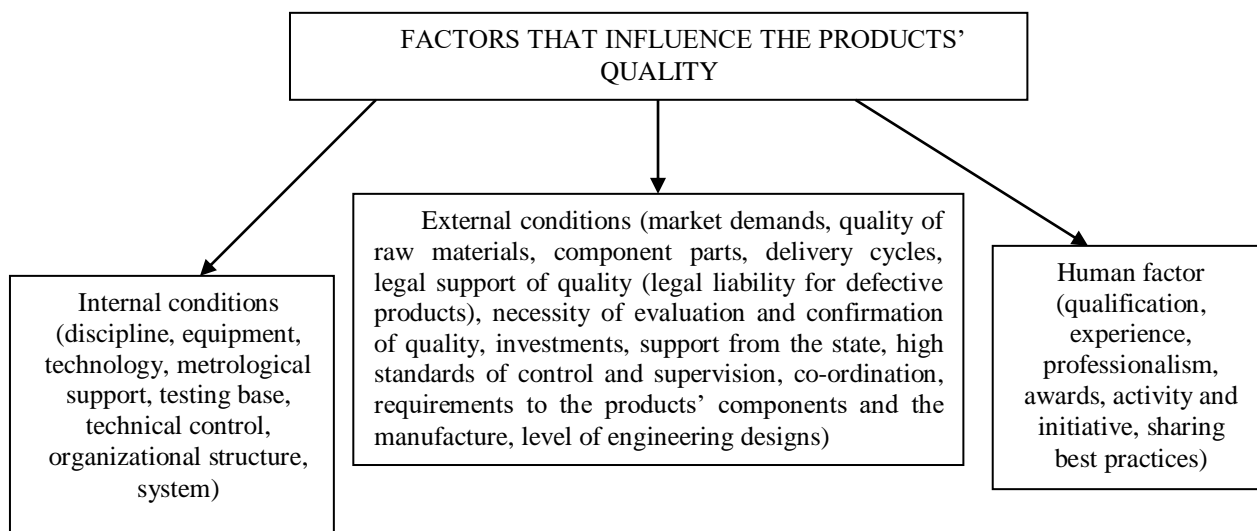 FACTORS THAT INFLUENCE THE PRODUCTS’
QUALITY
Internal conditions
(discipline, equipment,
technology, metrological
support, testing base,
technical control,
organizational structure,
system)
External conditions (market demands, quality of
raw materials, component parts, delivery cycles,
legal support of quality (legal liability for defective
products), necessity of evaluation and confirmation
of quality, investments, support from the state, high
standards of control and supervision, co-ordination,
requirements to the products’ components and the
manufacture, level of engineering designs)
Human factor
(qualification,
experience,
professionalism,
awards, activity and
initiative, sharing
best practices)